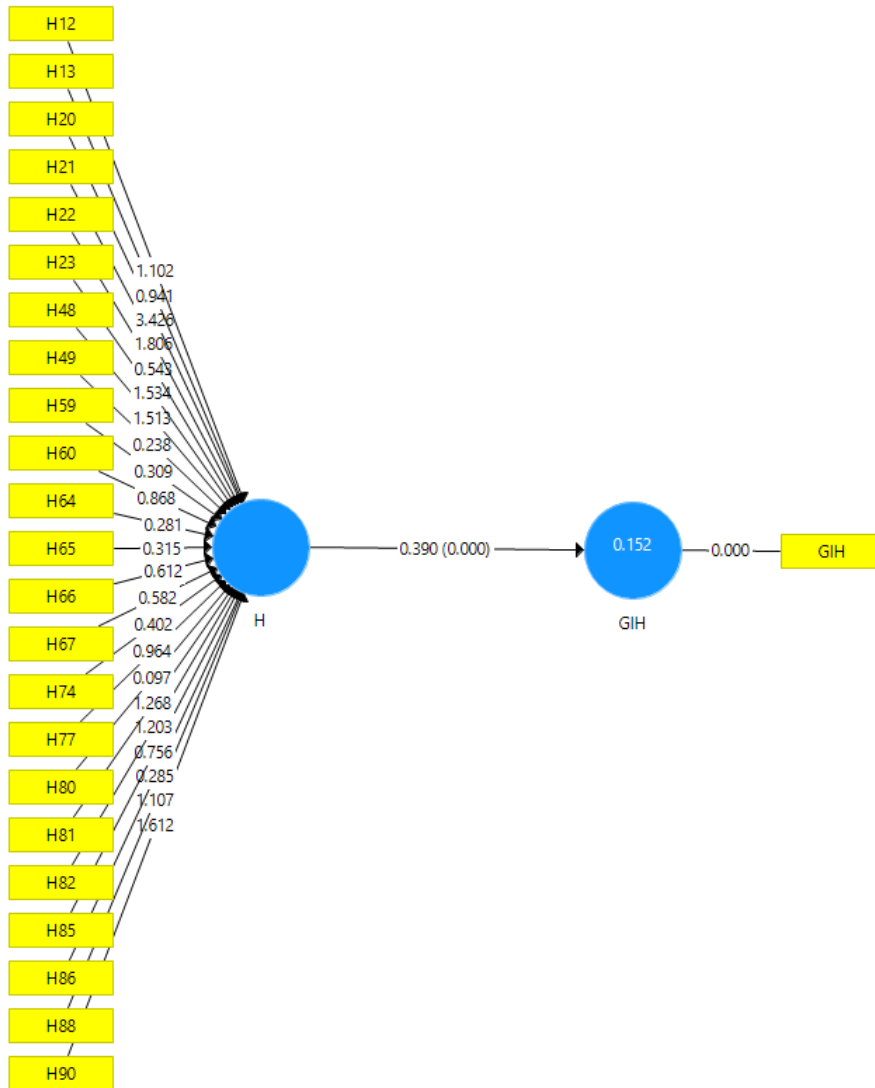 H12
H13
H20
H21
H22
H23
H48
H49
H59
H60
H64
H65
H66
H67
H74
H77
H80
H81
H82
H85
H86
H88
H90
1.102
0.941
3.426
1.806
0.543
1.534
1.513
0.238
0.309
0.868
0.281
0.315
0.612
0.582
0.402
0.964
0.097
1.268
1.203
0.756
0.285
1.107
1.612
H
0.390 (0.000)
0.152
GIH
0.000
GIH